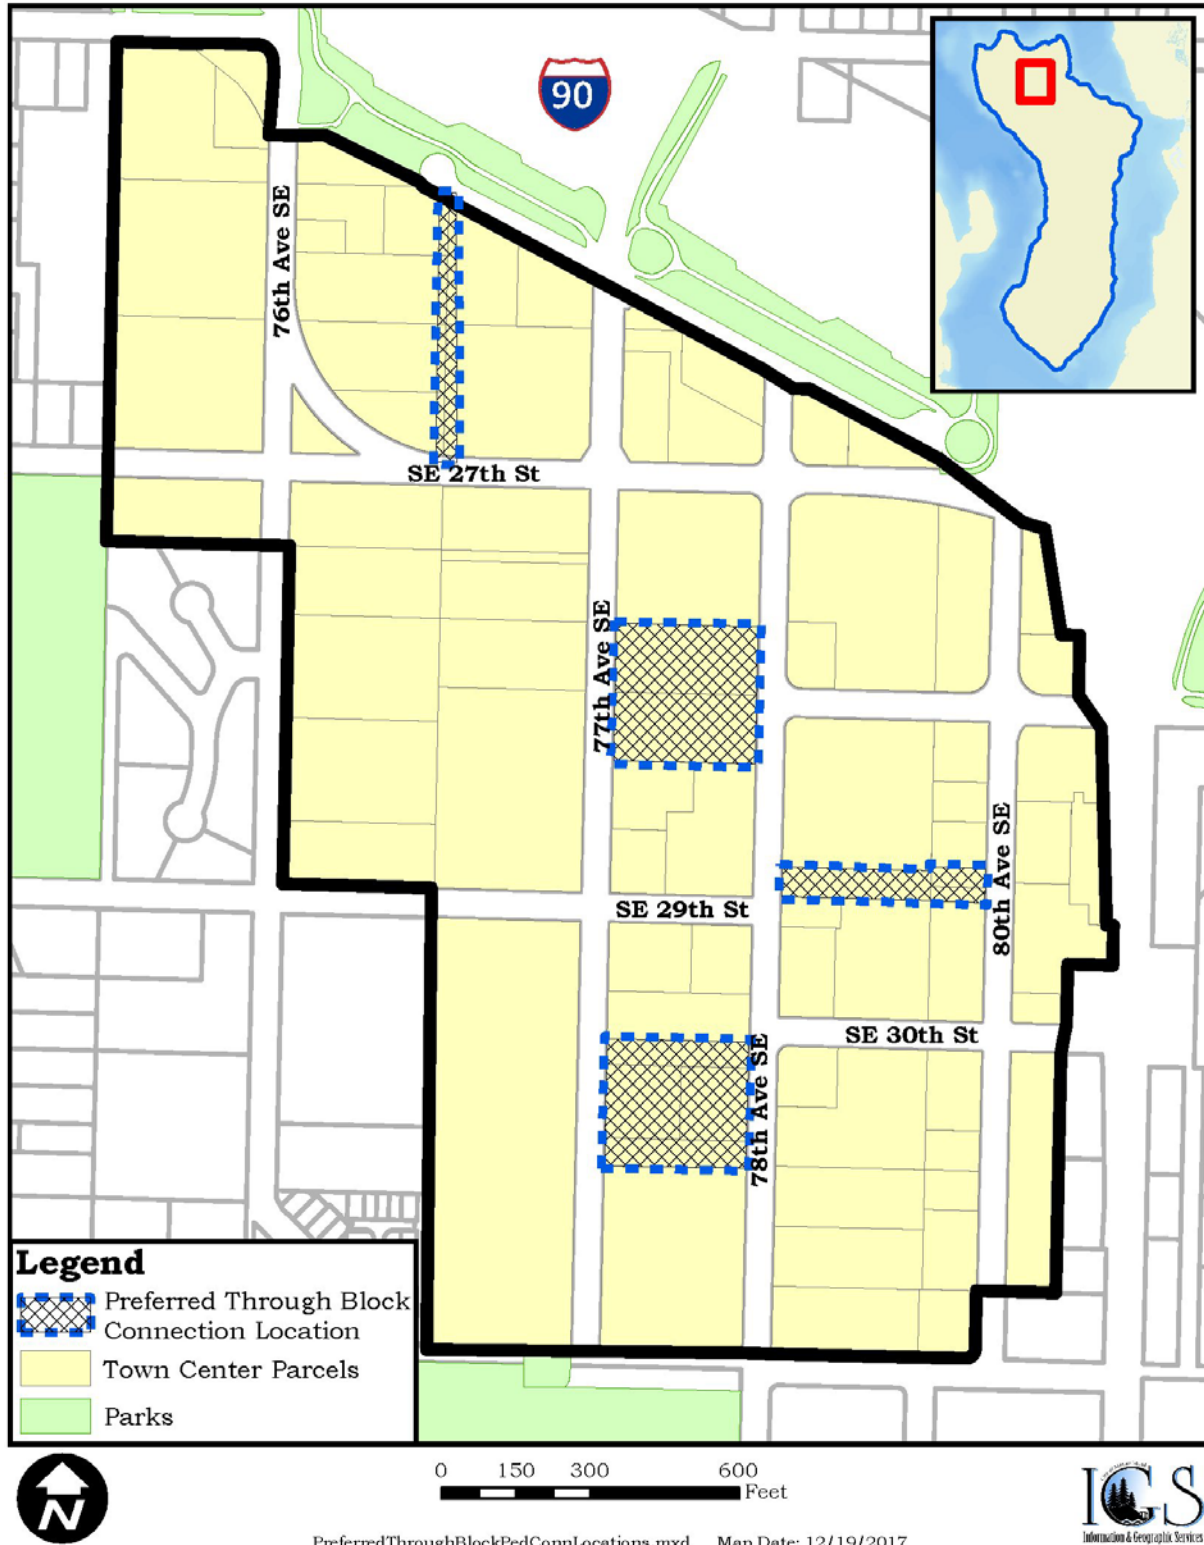 90
76th Ave SE
SE 27th St
77th Ave SE
SE 29th St
80th Ave SE
SE 30th St
78th Ave SE
Legend
Preferred Through Block
Connection Location
Town Center Parcels
Parks
N
0 150 300 600
Feet
IGS
Information & Geographic Services
PreferredThroughBlockPedConnLocations.mxd Map Date: 12/19/2017